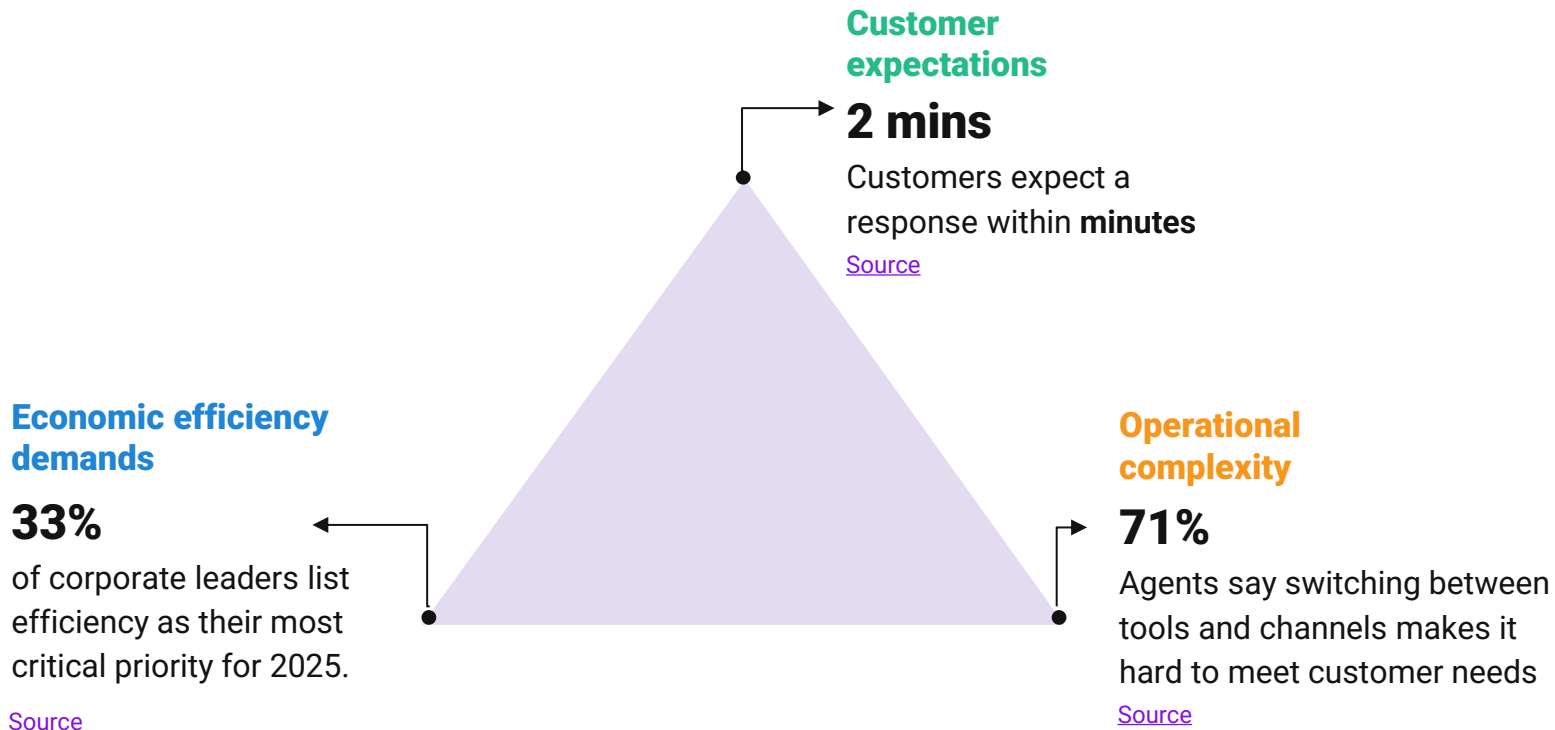 Customer
expectations
2 mins
Customers expect a
response within minutes
Source
Economic efficiency
demands
33%
of corporate leaders list
efficiency as their most
critical priority for 2025.
Source
Operational
complexity
71%
Agents say switching between
tools and channels makes it
hard to meet customer needs
Source